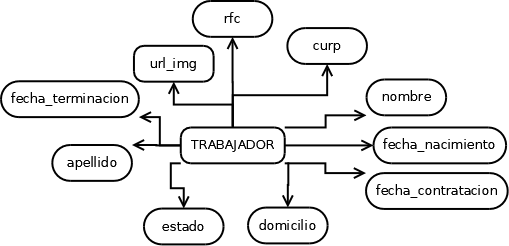 rfc
curp
url_img
nombre
fecha_terminacion
TRABAJADOR
fecha_nacimiento
apellido
fecha_contratacion
estado
domicilio